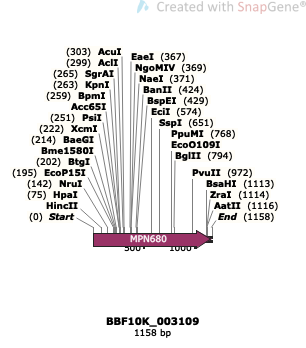 Created with SnapGene®
(303) AcuI
(299) AclI
(265) SgrAI
(263) KpnI
(259) BpmI
Acc65I
(251) PsiI
(222) XcmI
(214) BaeGI
Bme1580I
(202) BtgI
(195) EcoP15I
(142) NruI
(75) HpaI
HincII
(0) Start
EaeI (367)
NgoMIV (369)
NaeI (371)
BanII (424)
BspEI (429)
EciI (574)
SspI (651)
PpuMI (768)
EcoO109I
BglII (794)
PvuII (972)
BsaHI (1113)
ZraI (1114)
AatII (1116)
End (1158)
MPN680
500
1000
BBF10K_003109
1158 bp